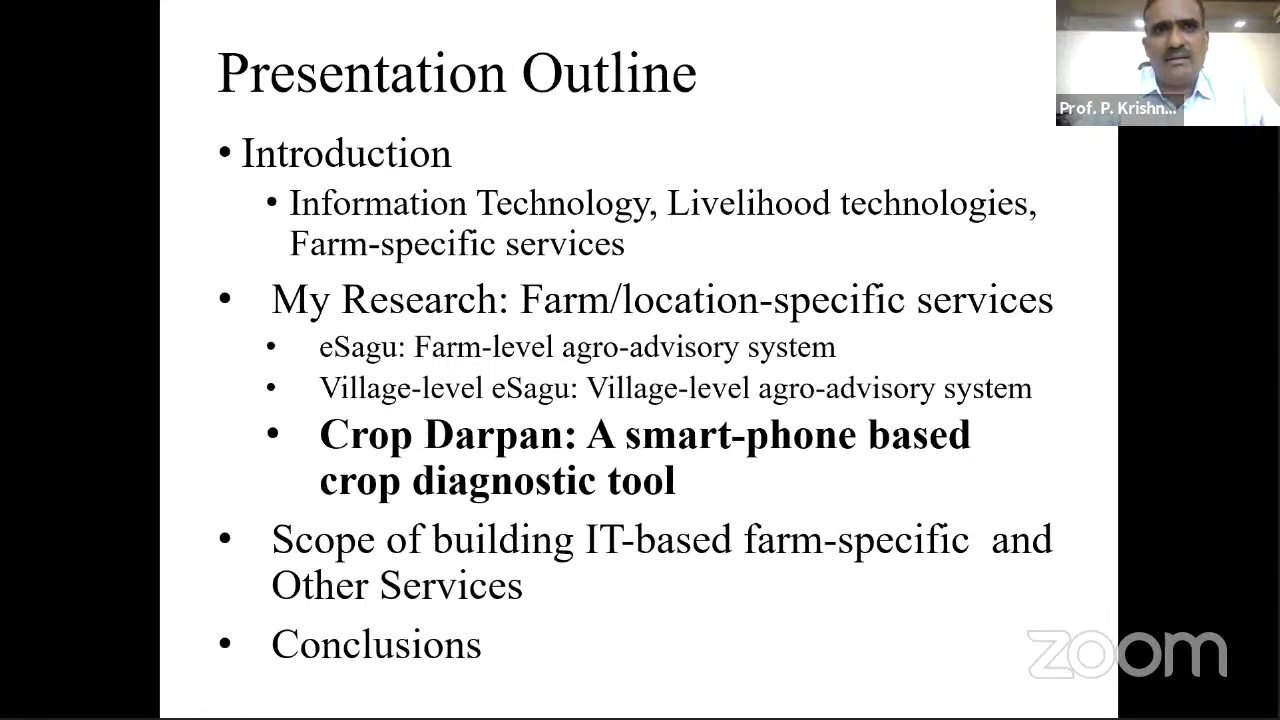 Presentation Outline
• Introduction
• Information Technology, Livelihood technologies,
Farm-specific services
• My Research: Farm/location-specific services
• eSagu: Farm-level agro-advisory system
• Village-level eSagu: Village-level agro-advisory system
• Crop Darpan: A smart-phone based
crop diagnostic tool
• Scope of building IT-based farm-specific and
Other Services
• Conclusions
Prof. P. Krishn...
zoom